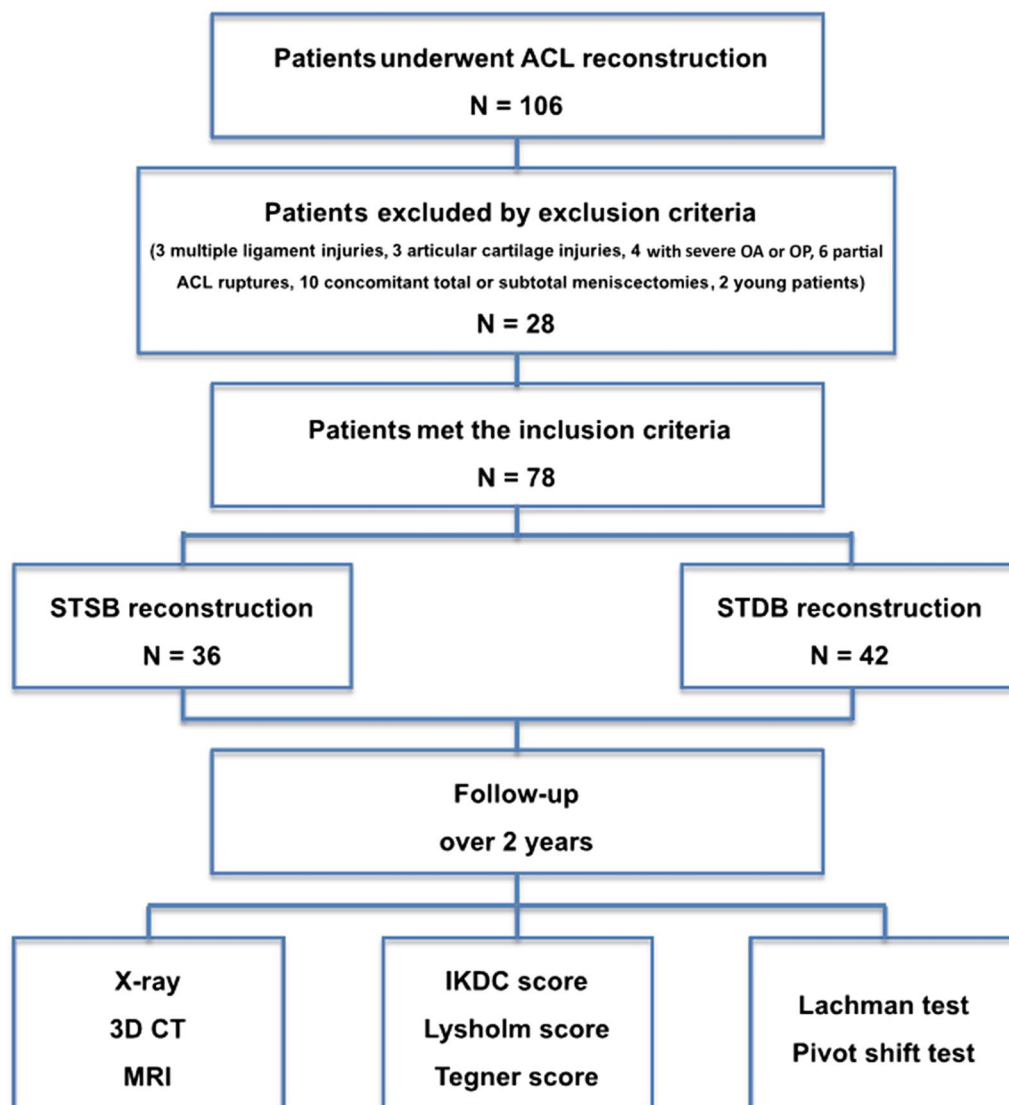 Patients underwent ACL reconstruction
N = 106
Patients excluded by exclusion criteria
(3 multiple ligament injuries, 3 articular cartilage injuries, 4 with severe OA or OP, 6 partial
ACL ruptures, 10 concomitant total or subtotal meniscectomies, 2 young patients)
N = 28
Patients met the inclusion criteria
N = 78
STSB reconstruction
N = 36
STDB reconstruction
N = 42
Follow-up
over 2 years
X-ray
3D CT
MRI
IKDC score
Lysholm score
Tegner score
Lachman test
Pivot shift test